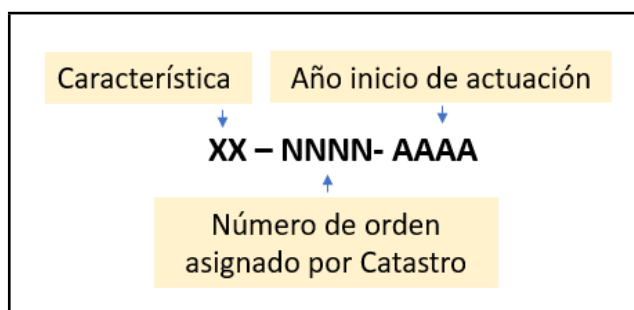 Característica
Año inicio de actuación
XX – NNNN- AAAA
Número de orden
asignado por Catastro